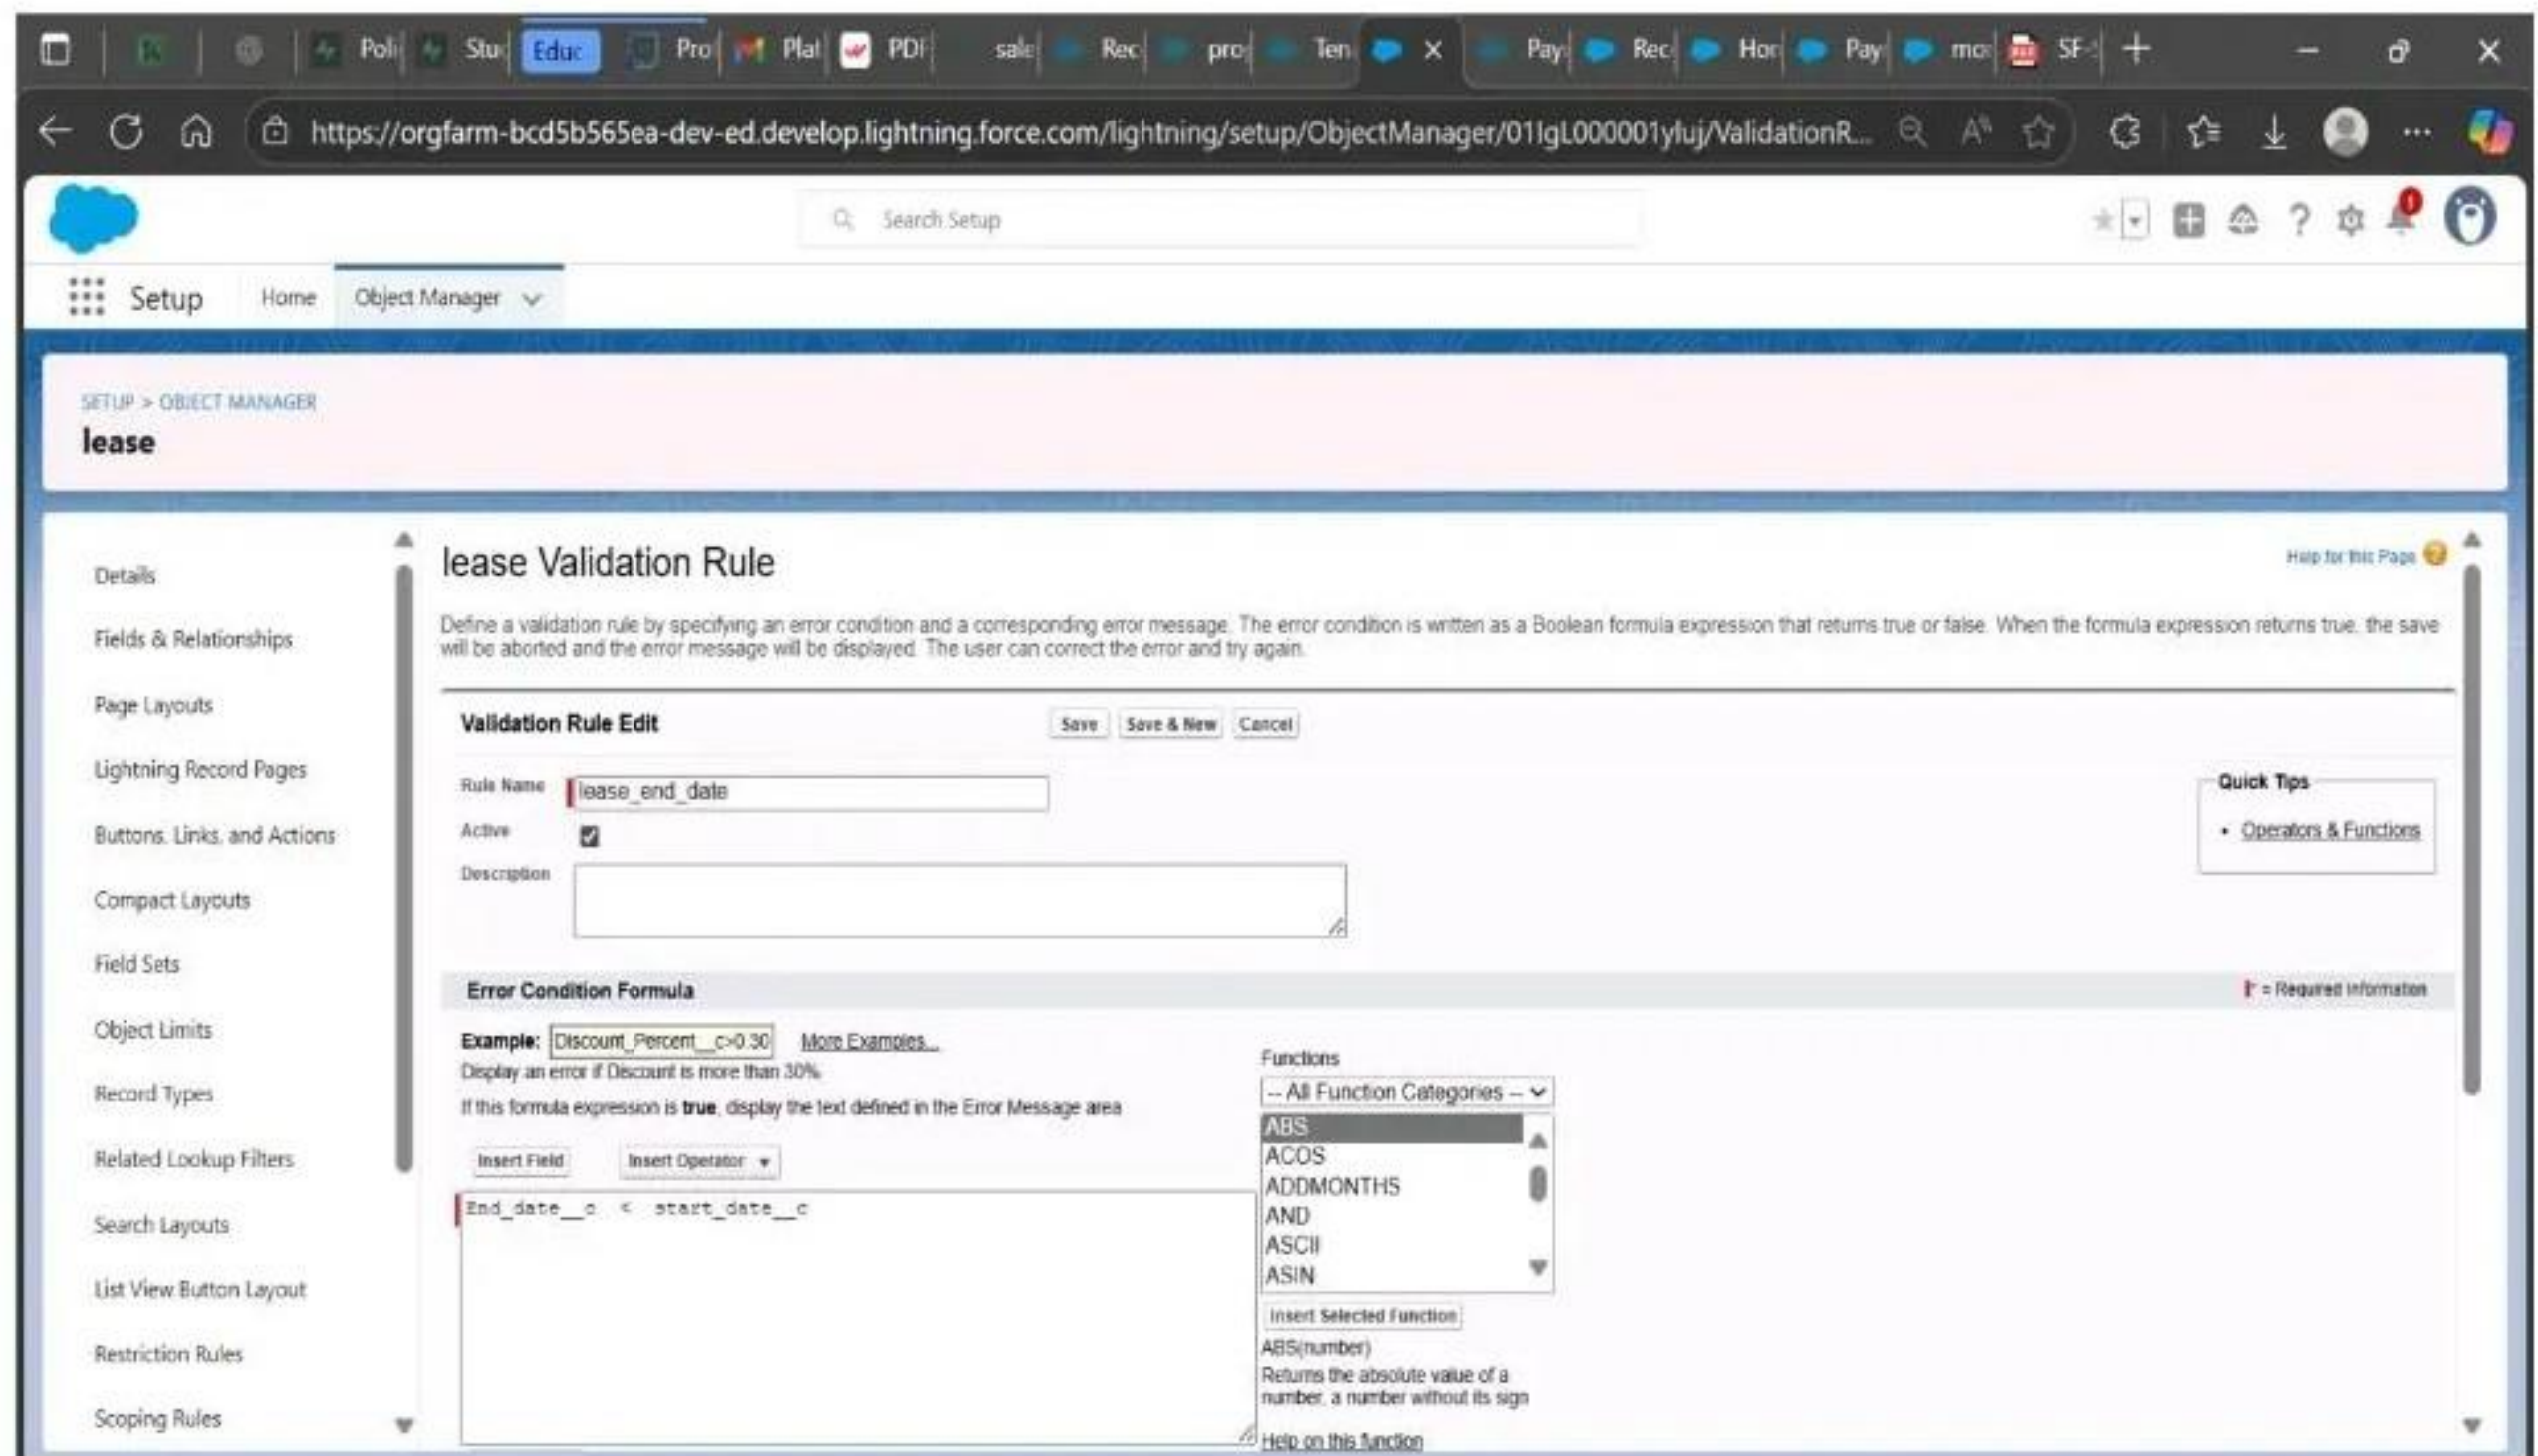 Poli Stu Educ Pro Plat PDF sale Rec pro Ten Pay Rec Hon Pay mos SF-
https://orgfarm-bcd5b565ea-dev-ed.develop.lightning.force.com/lightning/setup/ObjectManager/01IgL000001yluj/ValidationR...
Search Setup
Setup Home Object Manager
SETUP > OBJECT MANAGER
lease
Details
Fields & Relationships
Page Layouts
Lightning Record Pages
Buttons, Links, and Actions
Compact Layouts
Field Sets
Object Limits
Record Types
Related Lookup Filters
Search Layouts
List View Button Layout
Restriction Rules
Scoping Rules
lease Validation Rule
Help for this Page
Define a validation rule by specifying an error condition and a corresponding error message. The error condition is written as a Boolean formula expression that returns true or false. When the formula expression returns true, the save
will be aborted and the error message will be displayed. The user can correct the error and try again.
Validation Rule Edit Save Save & New Cancel
Rule Name lease_end_date
Active
Description
Quick Tips
• Operators & Functions
Error Condition Formula = Required Information
Example: Discount_Percent__c>0.30 More Examples...
Display an error if Discount is more than 30%
If this formula expression is true, display the text defined in the Error Message area
Insert Field Insert Operator
End_date__c < start_date__c
Functions
-- All Function Categories --
ABS
ACOS
ADDMONTHS
AND
ASCII
ASIN
Insert Selected Function
ABS(number)
Returns the absolute value of a
number, a number without its sign
Help on this function